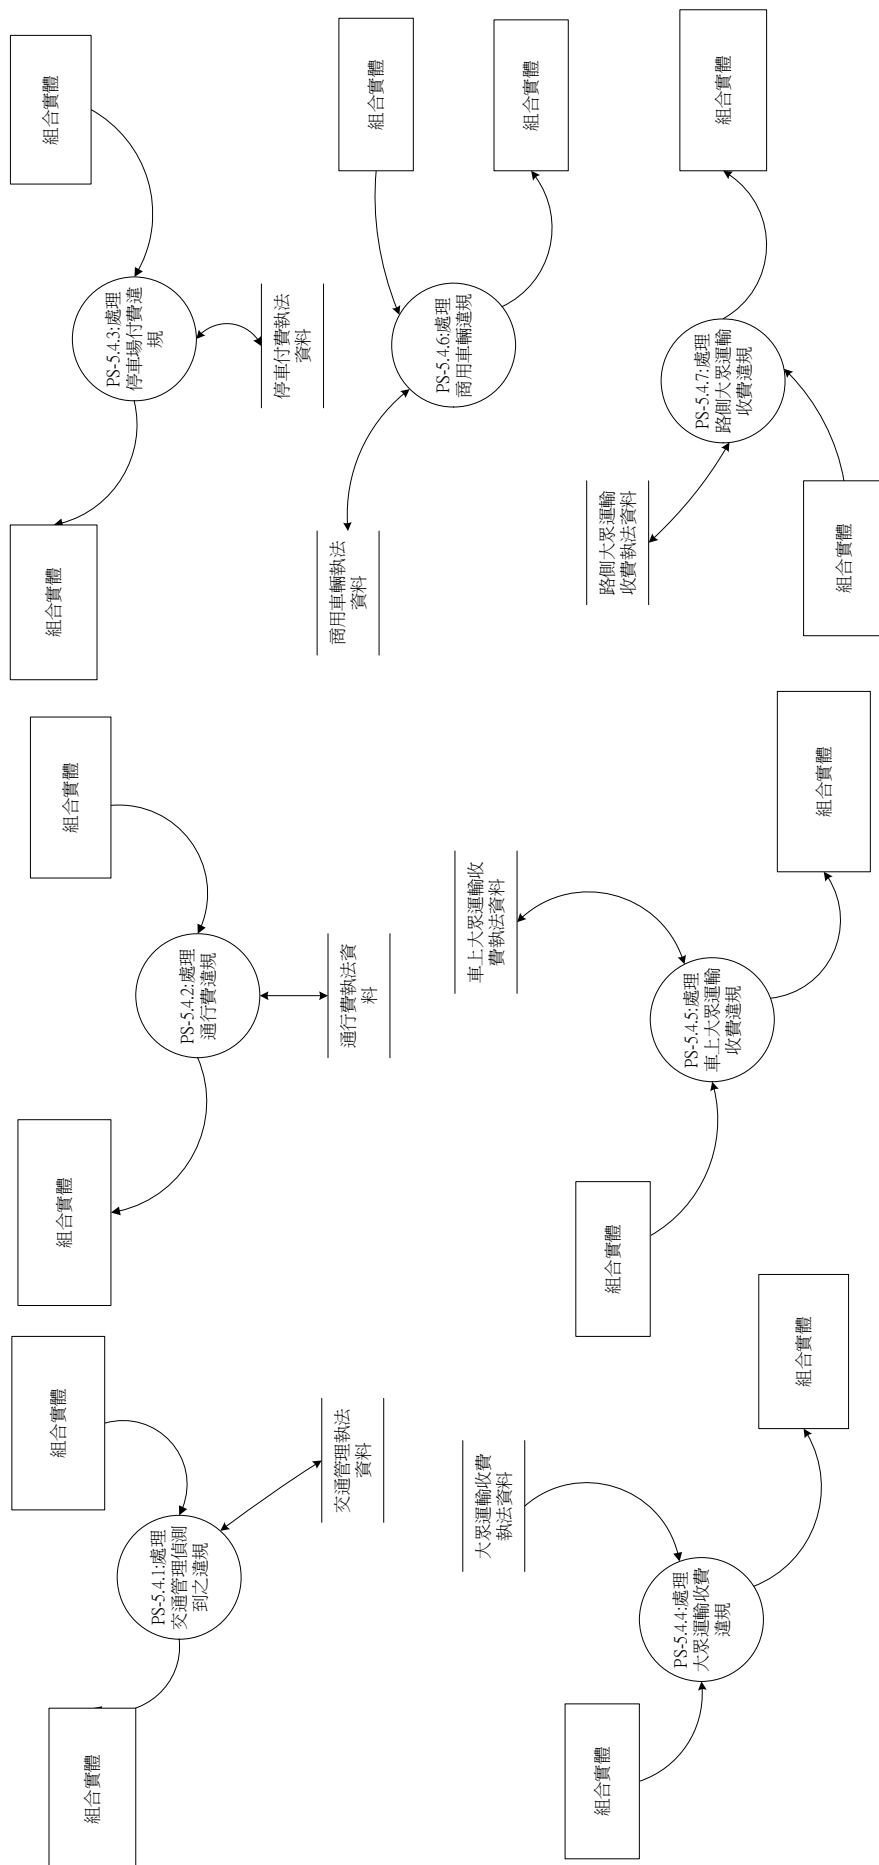 組合實體
PS-5.4.1:處理
交通管理偵測
到之違規
組合實體
交通管理執法
資料
組合實體
PS-5.4.2:處理
通行費違規
組合實體
通行費執法資
料
組合實體
PS-5.4.3:處理
停車場付費違
規
組合實體
停車付費執法
資料
商用車輛執法
資料
PS-5.4.6:處理
商用車輛違規
組合實體
組合實體
大眾運輸收費
執法資料
組合實體
PS-5.4.4:處理
大眾運輸收費
違規
組合實體
車上大眾運輸收
費執法資料
組合實體
PS-5.4.5:處理
車上大眾運輸
收費違規
組合實體
路側大眾運輸
收費執法資料
PS-5.4.7:處理
路側大眾運輸
收費違規
組合實體
組合實體